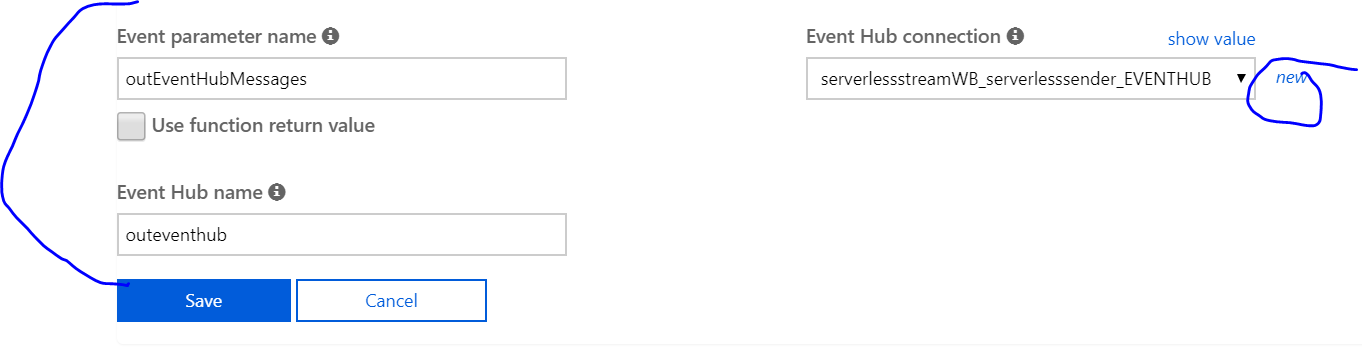 Event parameter name
outEventHubMessages
Use function return value
Event Hub name
outeventhub
Save Cancel
Event Hub connection show value
serverlessstreamWB_serverlesssender_EVENTHUB new